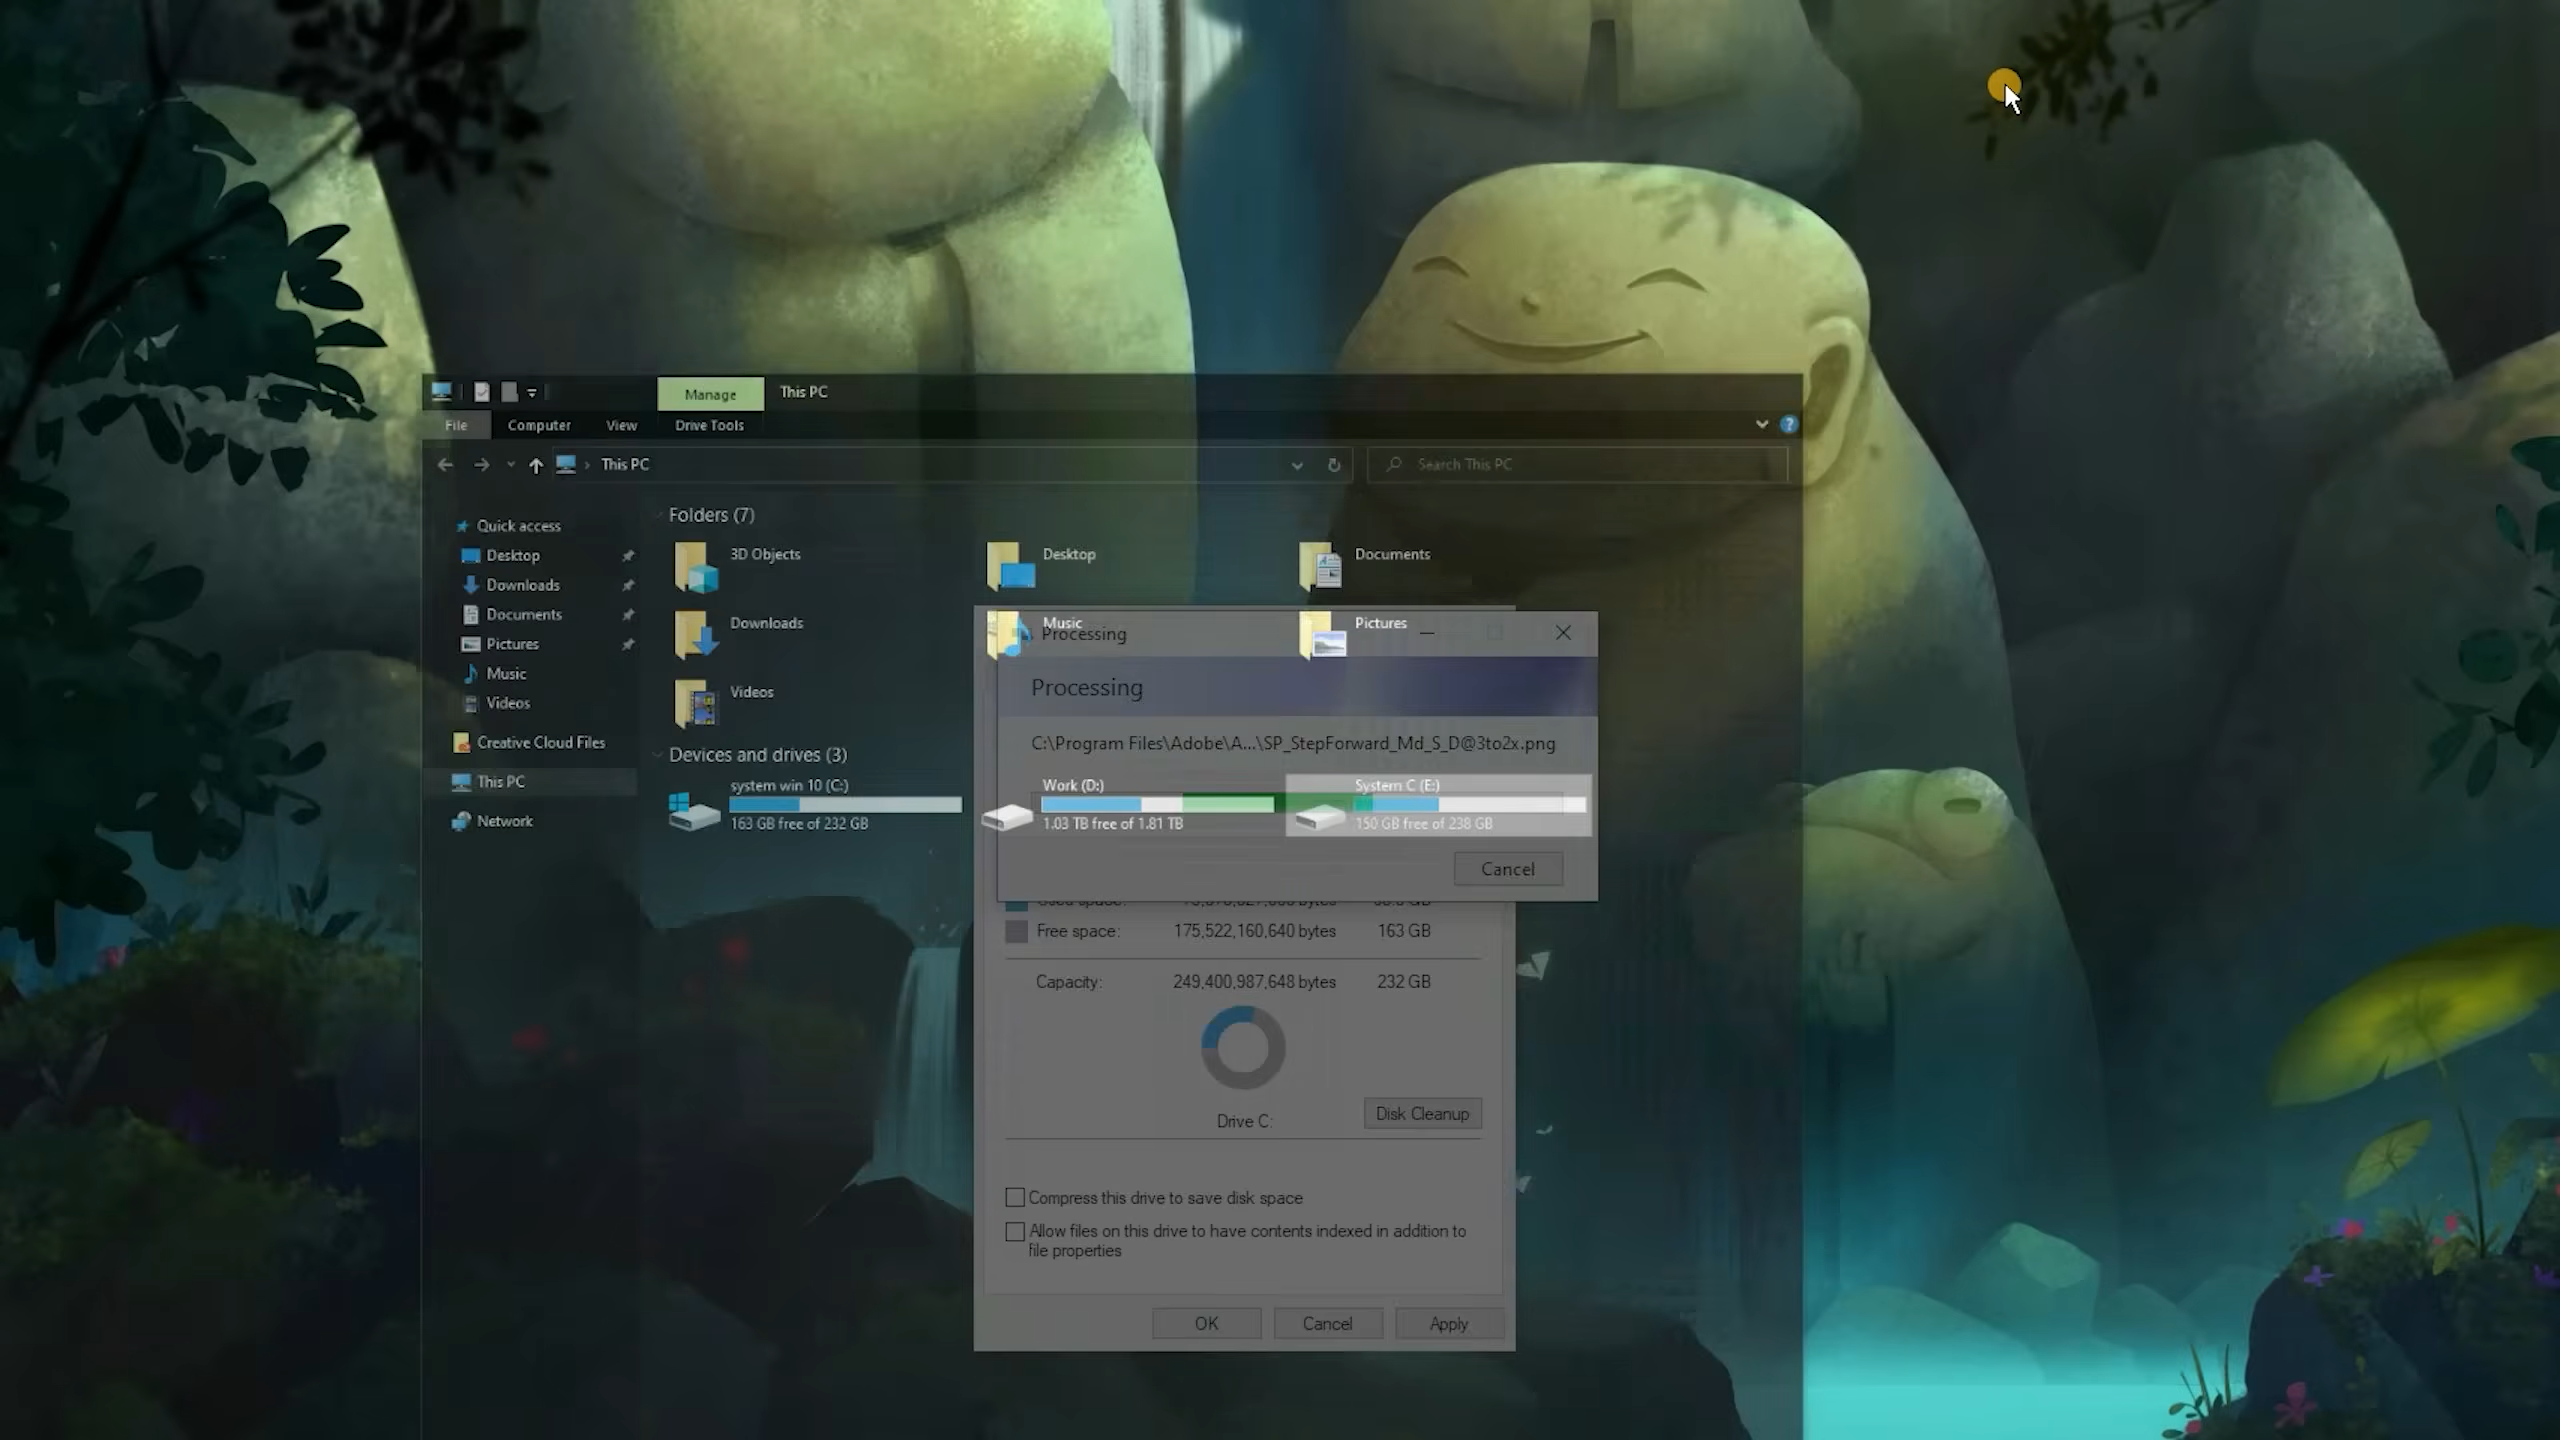 Manage
This PC
File
Computer
View
Drive Tools
?
This PC
Search This PC
Quick access
Desktop
Downloads
Documents
Pictures
Music
Videos
Creative Cloud Files
This PC
Network
Folders (7)
3D Objects
Desktop
Documents
Downloads
Music
Pictures
Videos
Devices and drives (3)
system win 10 (C:)
163 GB free of 232 GB
Work (D:)
1.03 TB free of 1.81 TB
System C (E:)
150 GB free of 238 GB
Processing
Processing
C:\Program Files\Adobe\A...\SP_StepForward_Md_S_D@3to2x.png
Cancel
Used space:
bytes
Free space: 175,522,160,640 bytes 163 GB
Capacity: 249,400,987,648 bytes 232 GB
Drive C:
Disk Cleanup
Compress this drive to save disk space
Allow files on this drive to have contents indexed in addition to
file properties
OK
Cancel
Apply